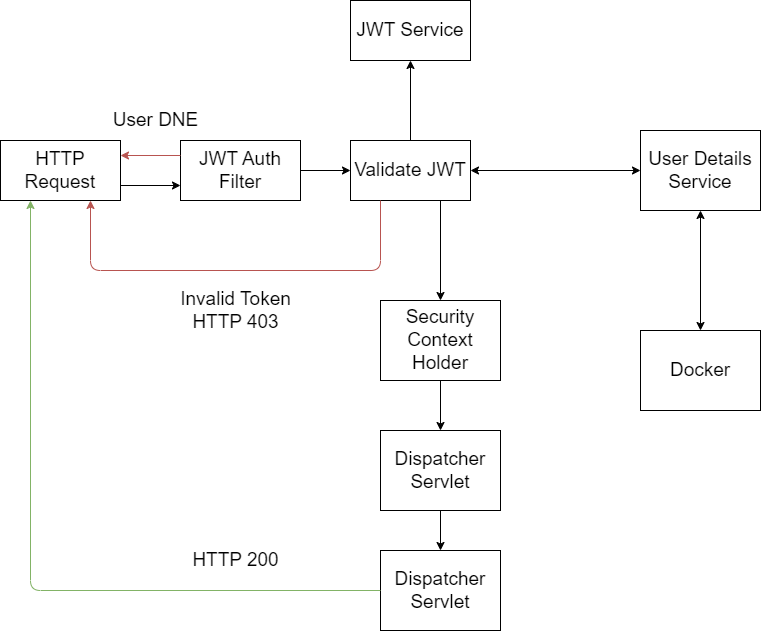 JWT Service
User DNE
HTTP
Request
JWT Auth
Filter
Validate JWT
User Details
Service
Invalid Token
HTTP 403
Security
Context
Holder
Docker
Dispatcher
Servlet
HTTP 200
Dispatcher
Servlet